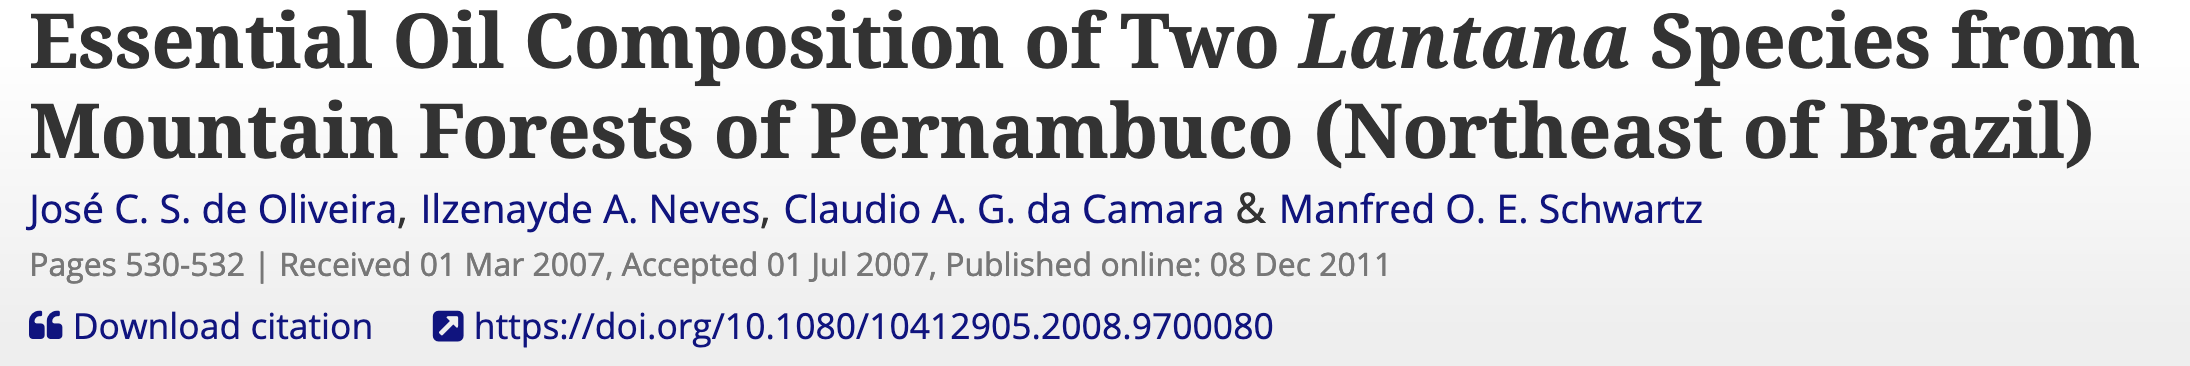 Essential Oil Composition of Two Lantana Species from
Mountain Forests of Pernambuco (Northeast of Brazil)
José C. S. de Oliveira, Ilzenayde A. Neves, Claudio A. G. da Camara & Manfred O. E. Schwartz
Pages 530-532 | Received 01 Mar 2007, Accepted 01 Jul 2007, Published online: 08 Dec 2011
Download citation https://doi.org/10.1080/10412905.2008.9700080